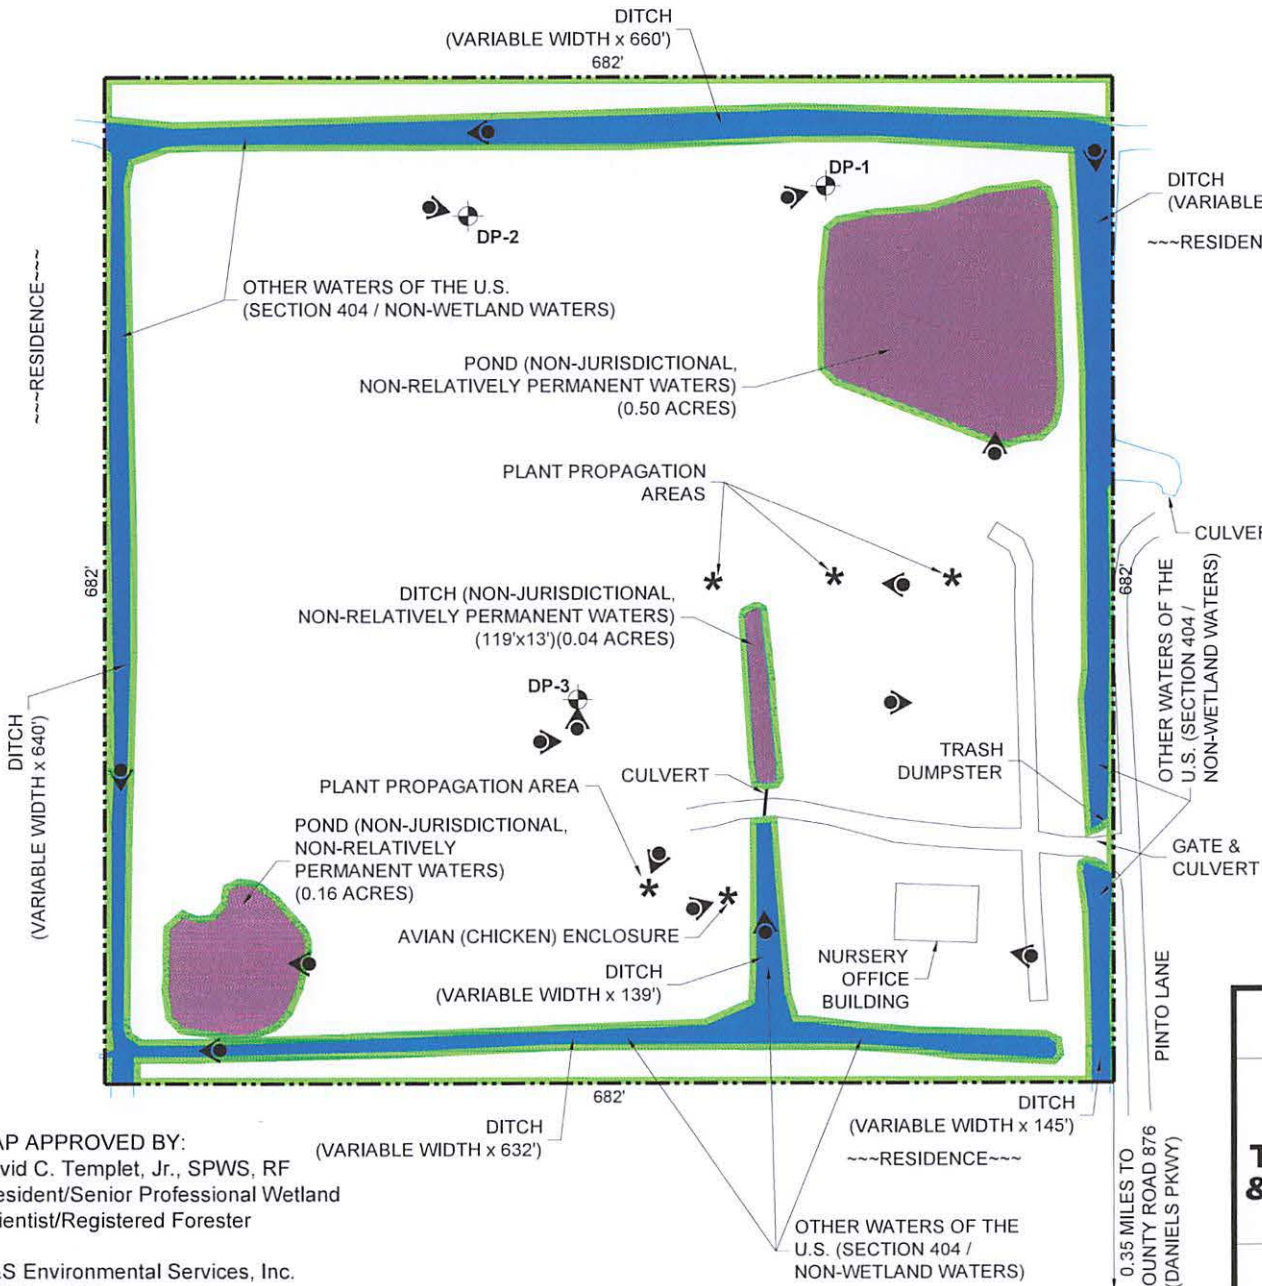 DITCH
(VARIABLE WIDTH x 660')
682'
DP-1
DP-2
DITCH
(VARIABLE
~~~RESIDEN
~~~RESIDENCE~~~
OTHER WATERS OF THE U.S.
(SECTION 404 / NON-WETLAND WATERS)
POND (NON-JURISDICTIONAL,
NON-RELATIVELY PERMANENT WATERS)
(0.50 ACRES)
PLANT PROPAGATION
AREAS
CULVER
682'
682'
DITCH (NON-JURISDICTIONAL,
NON-RELATIVELY PERMANENT WATERS)
(119'x13')(0.04 ACRES)
OTHER WATERS OF THE
U.S. (SECTION 404 /
NON-WETLAND WATERS)
DP-3
DITCH
(VARIABLE WIDTH x 640')
TRASH
DUMPSTER
CULVERT
PLANT PROPAGATION AREA
POND (NON-JURISDICTIONAL,
NON-RELATIVELY
PERMANENT WATERS)
(0.16 ACRES)
GATE &
CULVERT
AVIAN (CHICKEN) ENCLOSURE
NURSERY
OFFICE
BUILDING
DITCH
(VARIABLE WIDTH x 139')
PINTO LANE
682'
DITCH
(VARIABLE WIDTH x 632')
DITCH
(VARIABLE WIDTH x 145')
~~~RESIDENCE~~~
0.35 MILES TO
OUNTY ROAD 876
(DANIELS PKWY)
OTHER WATERS OF THE
U.S. (SECTION 404 /
NON-WETLAND WATERS)
AP APPROVED BY:
vid C. Templet, Jr., SPWS, RF
esident/Senior Professional Wetland
ientist/Registered Forester
S Environmental Services, Inc.
T
&